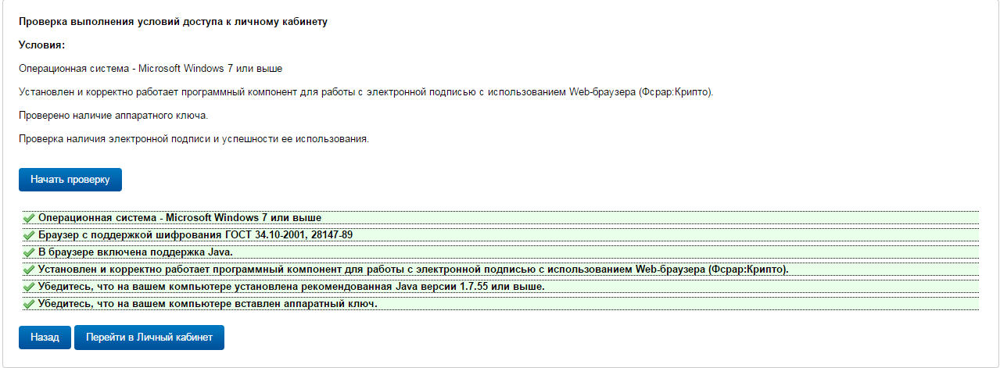 Проверка выполнения условий доступа к личному кабинету
Условия:
Операционная система - Microsoft Windows 7 или выше
Установлен и корректно работает программный компонент для работы с электронной подписью с использованием Web-браузера (Фсрар:Крипто).
Проверено наличие аппаратного ключа.
Проверка наличия электронной подписи и успешности ее использования.
Начать проверку
Операционная система - Microsoft Windows 7 или выше
Браузер с поддержкой шифрования ГОСТ 34.10-2001, 28147-89
В браузере включена поддержка Java.
Установлен и корректно работает программный компонент для работы с электронной подписью с использованием Web-браузера (Фсрар:Крипто).
Убедитесь, что на вашем компьютере установлена рекомендованная Java версии 1.7.55 или выше.
Убедитесь, что на вашем компьютере вставлен аппаратный ключ.
Назад Перейти в Личный кабинет